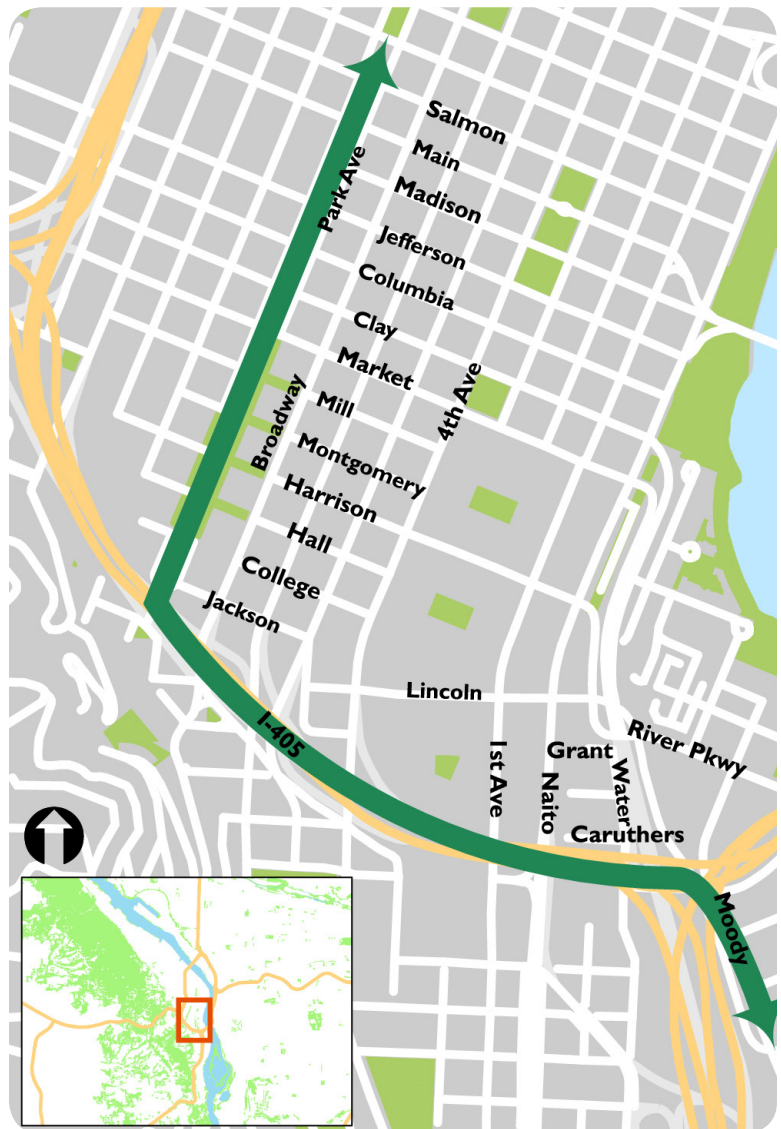 Salmon
Main
Park Ave
Madison
Jefferson
Columbia
Clay
Market
4th Ave
Broadway
Mill
Montgomery
Harrison
Hall
College
Jackson
Lincoln
I-405
1st Ave
Grant
River Pkwy
Naito
Water
Caruthers
Moody